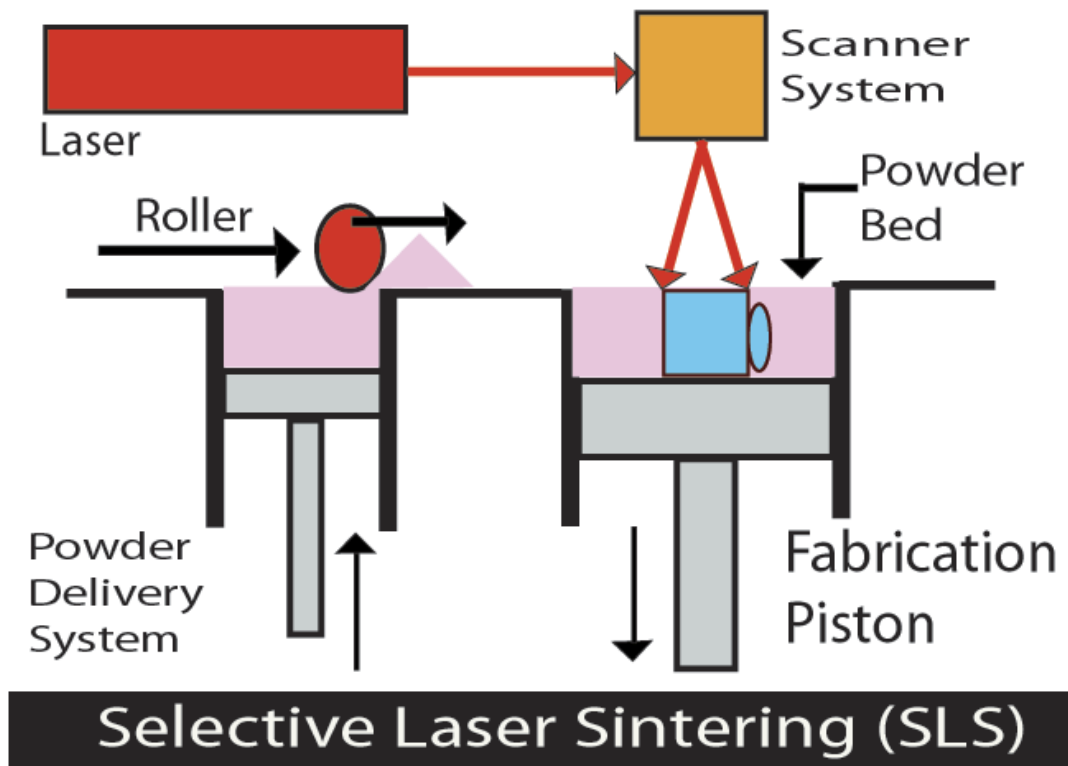 Laser
Scanner
System
Roller
Powder
Bed
Powder
Delivery
System
Fabrication
Piston
Selective Laser Sintering (SLS)